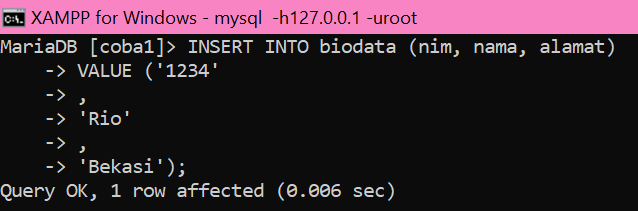 XAMPP for Windows - mysql -h127.0.0.1 -uroot
MariaDB [coba1]> INSERT INTO biodata (nim, nama, alamat)
    -> VALUE ('1234'
    -> ,
    -> 'Rio'
    -> ,
    -> 'Bekasi');
Query OK, 1 row affected (0.006 sec)